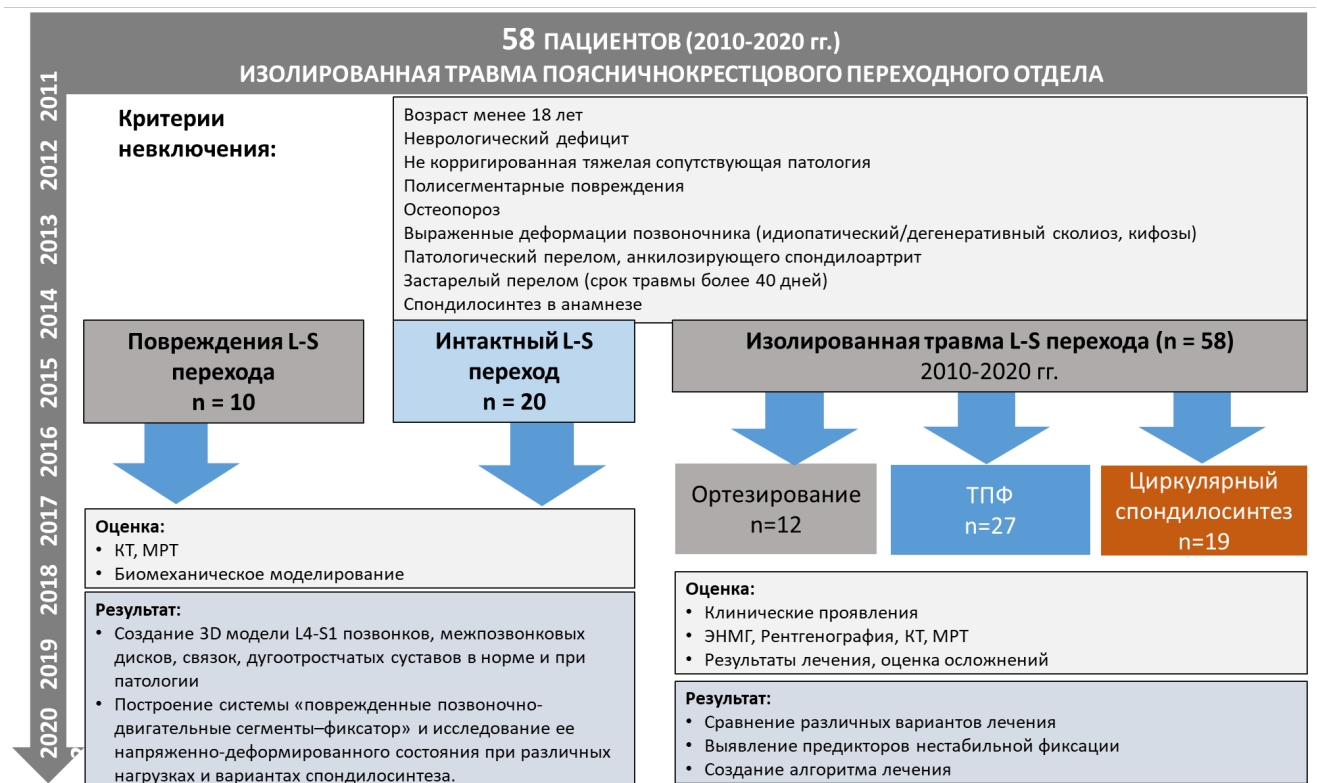 58 ПАЦИЕНТОВ (2010-2020 гг.)
ИЗОЛИРОВАННАЯ ТРАВМА ПОЯСНИЧНОКРЕСТЦОВОГО ПЕРЕХОДНОГО ОТДЕЛА
2011
2012
2013
2014
2015
2016
2017
2018
2019
2020
Критерии
невключения:
Возраст менее 18 лет
Неврологический дефицит
Не корригированная тяжелая сопутствующая патология
Полисегментарные повреждения
Остеопороз
Выраженные деформации позвоночника (идиопатический/дегенеративный сколиоз, кифозы)
Патологический перелом, анкилозирующего спондилоартрит
Застарелый перелом (срок травмы более 40 дней)
Спондилосинтез в анамнезе
Повреждения L-S
перехода
n = 10
Интактный L-S
переход
n = 20
Изолированная травма L-S перехода (n = 58)
2010-2020 гг.
Ортезирование
n=12
ТПФ
n=27
Циркулярный
спондилосинтез
n=19
Оценка:
• КТ, МРТ
• Биомеханическое моделирование
Результат:
• Создание 3D модели L4-S1 позвонков, межпозвонковых
дисков, связок, дугоотростчатых суставов в норме и при
патологии
• Построение системы «поврежденные позвоночно-
двигательные сегменты–фиксатор» и исследование ее
напряженно-деформированного состояния при различных
нагрузках и вариантах спондилосинтеза.
Оценка:
• Клинические проявления
• ЭНМГ, Рентгенография, КТ, МРТ
• Результаты лечения, оценка осложнений
Результат:
• Сравнение различных вариантов лечения
• Выявление предикторов нестабильной фиксации
• Создание алгоритма лечения